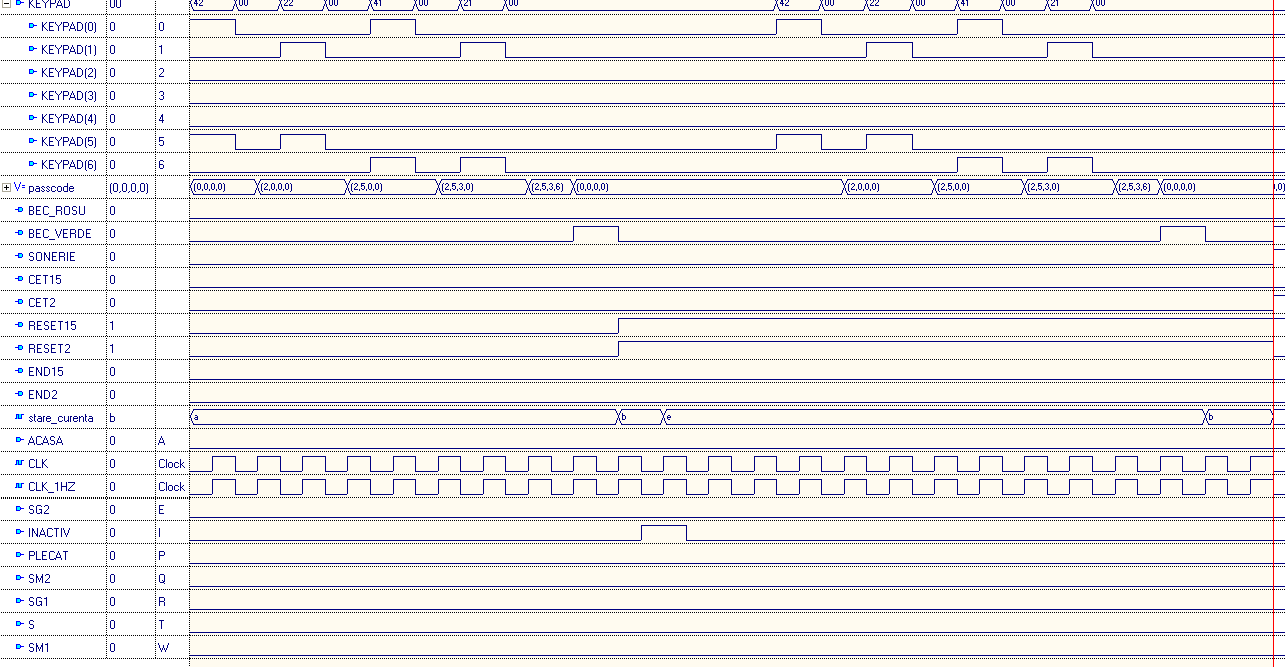 KEYPAD 00 42 00 22 00 41 00 21 00 42 00 22 00 41 00 21 00
KEYPAD(0) 0 0
KEYPAD(1) 0 1
KEYPAD(2) 0 2
KEYPAD(3) 0 3
KEYPAD(4) 0 4
KEYPAD(5) 0 5
KEYPAD(6) 0 6
V= passcode (0,0,0,0) (0,0,0,0) (2,0,0,0) (2,5,0,0) (2,5,3,0) (2,5,3,6) (0,0,0,0) (2,0,0,0) (2,5,0,0) (2,5,3,0) (2,5,3,6) (0,0,0,0) 0,0)
BEC_ROSU 0
BEC_VERDE 0
SONERIE 0
CET15 0
CET2 0
RESET15 1
RESET2 1
END15 0
END2 0
stare_curenta b a b e b
ACASA 0 A
CLK 0 Clock
CLK_1HZ 0 Clock
SG2 0 E
INACTIV 0 I
PLECAT 0 P
SM2 0 Q
SG1 0 R
S 0 T
SM1 0 W